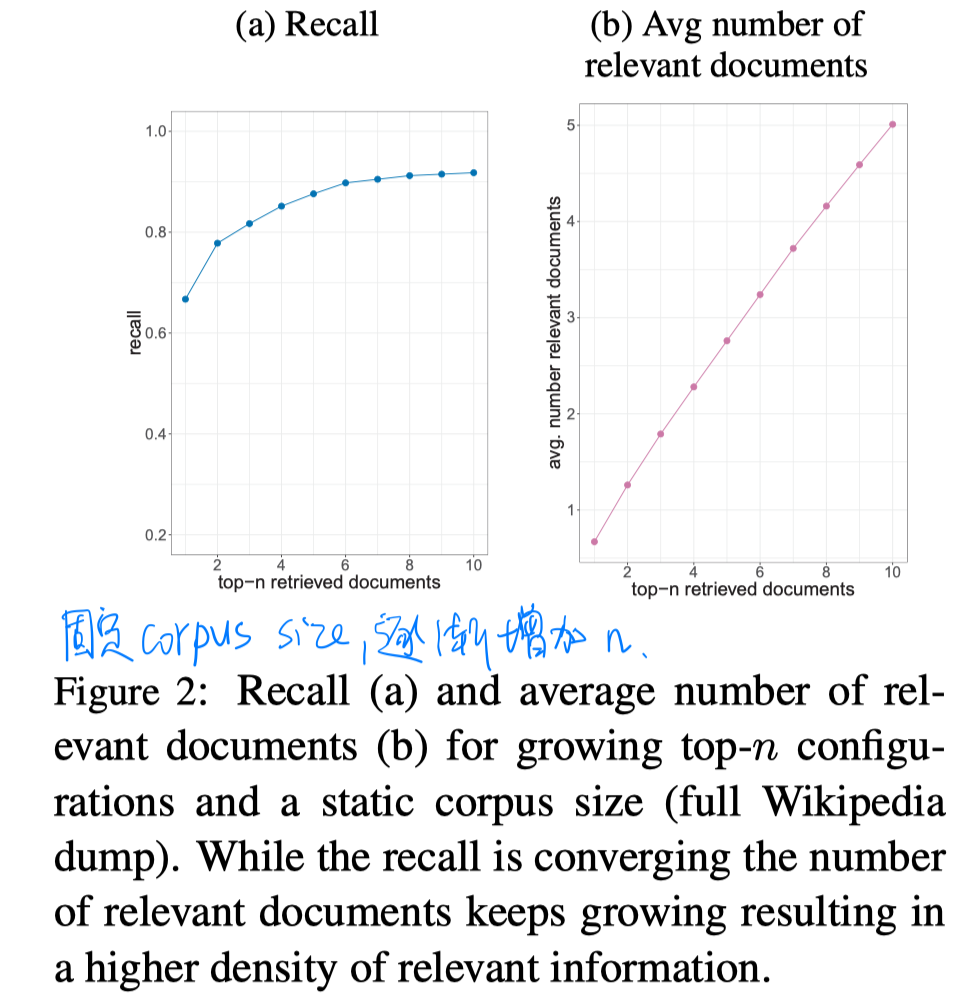 (a) Recall
(b) Avg number of
relevant documents
1.0
0.8
0.6
0.4
0.2
recall
2 4 6 8 10
top−n retrieved documents
5
4
3
2
1
avg. number relevant documents
2 4 6 8 10
top−n retrieved documents
固定 corpus size, 逐渐增加 n.
Figure 2: Recall (a) and average number of rel-
evant documents (b) for growing top-n configu-
rations and a static corpus size (full Wikipedia
dump). While the recall is converging the number
of relevant documents keeps growing resulting in
a higher density of relevant information.